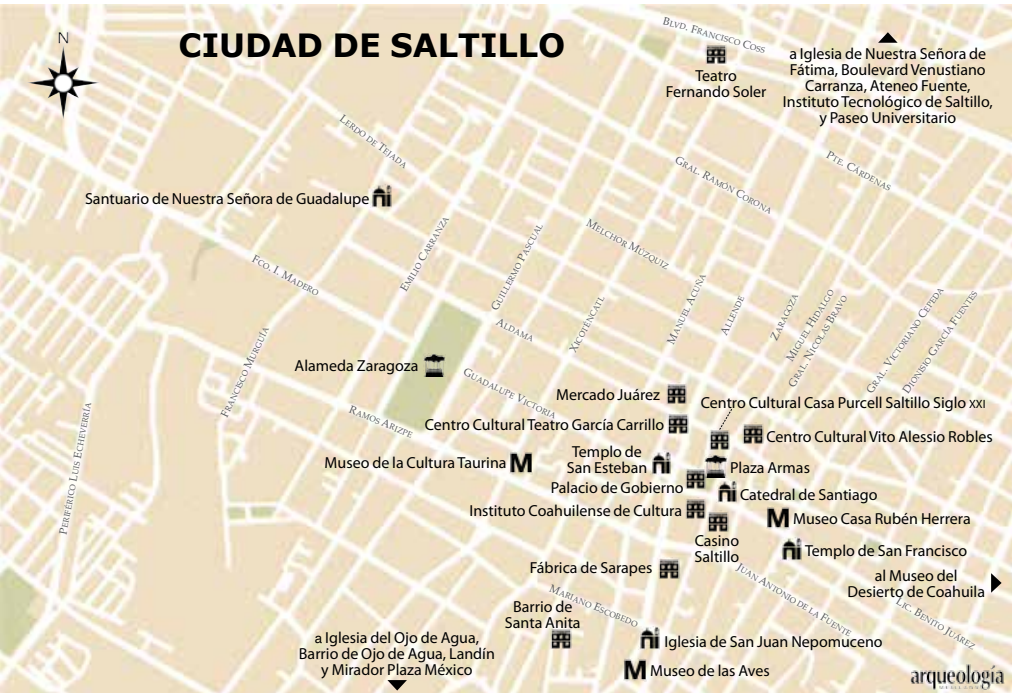 N
CIUDAD DE SALTILLO
BLVD. FRANCISCO COSS
Teatro
Fernando Soler
a Iglesia de Nuestra Señora de
Fátima, Boulevard Venustiano
Carranza, Ateneo Fuente,
Instituto Tecnológico de Saltillo,
y Paseo Universitario
LERDO DE TEJADA
PTE. CÁRDENAS
GRAL. RAMÓN CORONA
Santuario de Nuestra Señora de Guadalupe
EMILIO CARRANZA
GUILLERMO PASCUAL
MELCHOR MÚZQUIZ
FCO. I. MADERO
MANUEL ACUÑA
ALLENDE
ZARAGOZA
MIGUEL HIDALGO
GRAL. NICOLÁS BRAVO
GRAL. VICTORIANO CEPEDA
DIONISIO GARCÍA FUENTES
XICOTÉNCATL
ALDAMA
FRANCISCO MURGUÍA
Alameda Zaragoza
GUADALUPE VICTORIA
Mercado Juárez
Centro Cultural Casa Purcell Saltillo Siglo XXI
RAMOS ARIZPE
Centro Cultural Teatro García Carrillo
Centro Cultural Vito Alessio Robles
PERIFÉRICO LUIS ECHEVERRÍA
Museo de la Cultura Taurina
M
Templo de
San Esteban
Plaza Armas
Palacio de Gobierno
Catedral de Santiago
Instituto Coahuilense de Cultura
M
Museo Casa Rubén Herrera
Casino
Saltillo
Templo de San Francisco
Fábrica de Sarapes
JUAN ANTONIO DE LA FUENTE
al Museo del
Desierto de Coahuila
MARIANO ESCOBEDO
LIC. BENITO JUÁREZ
Barrio de
Santa Anita
a Iglesia del Ojo de Agua,
Barrio de Ojo de Agua, Landín
y Mirador Plaza México
Iglesia de San Juan Nepomuceno
M
Museo de las Aves
arqueología